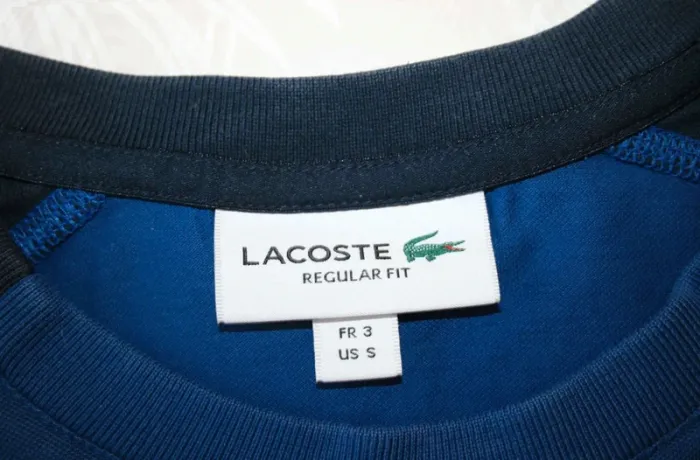 LACOSTE
REGULAR FIT
FR 3
US S